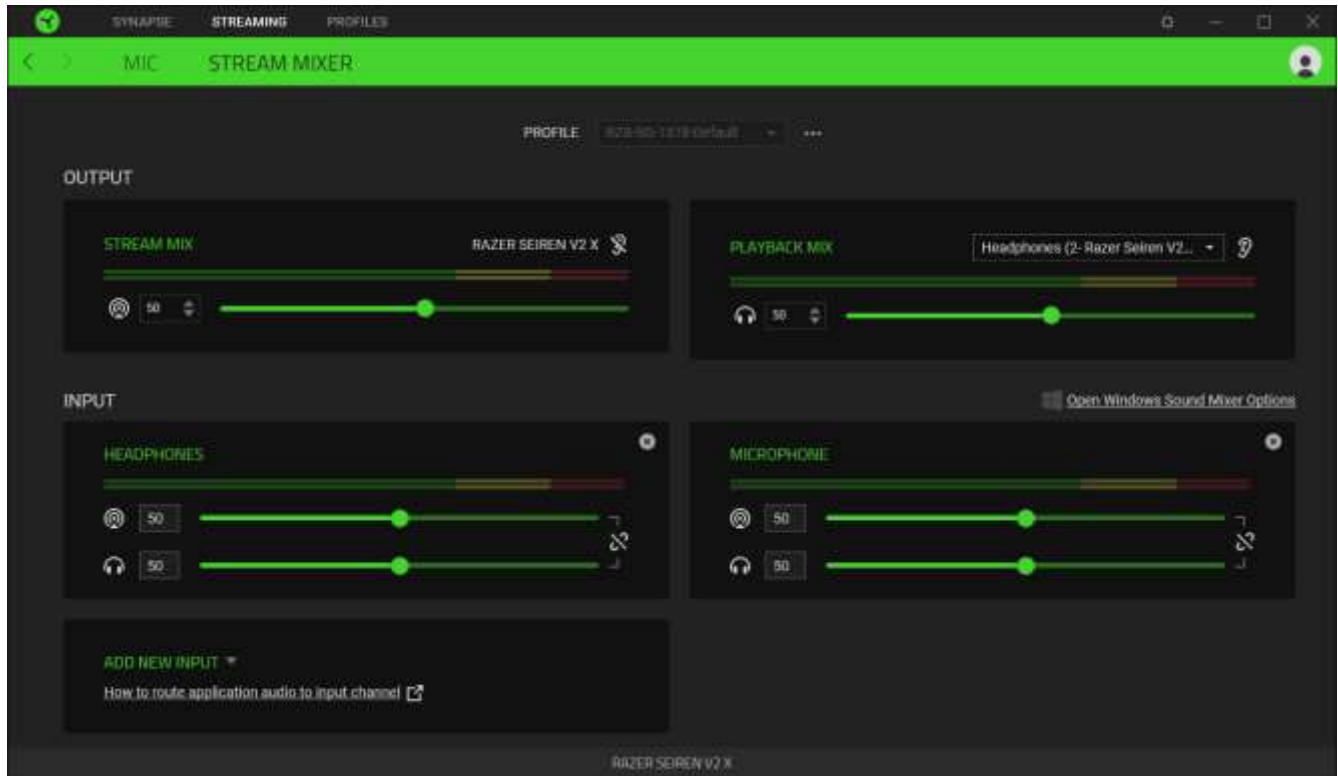 SYNAPSE STREAMING PROFILES
MIC STREAM MIXER
PROFILE
OUTPUT
STREAM MIX RAZER SEIREN V2 X
50
PLAYBACK MIX Headphones (2- Razer Seiren V2...
50
INPUT
Open Windows Sound Mixer Options
HEADPHONES
50
50
MICROPHONE
50
50
ADD NEW INPUT
How to route application audio to input channel
RAZER SEIREN V2 X